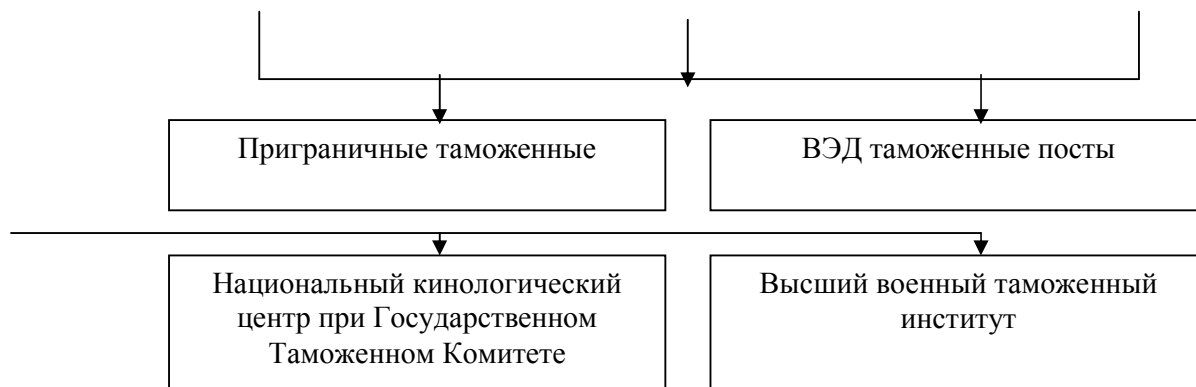 Приграничные таможенные
ВЭД таможенные посты
Национальный кинологический
центр при Государственном
Таможенном Комитете
Высший военный таможенный
институт